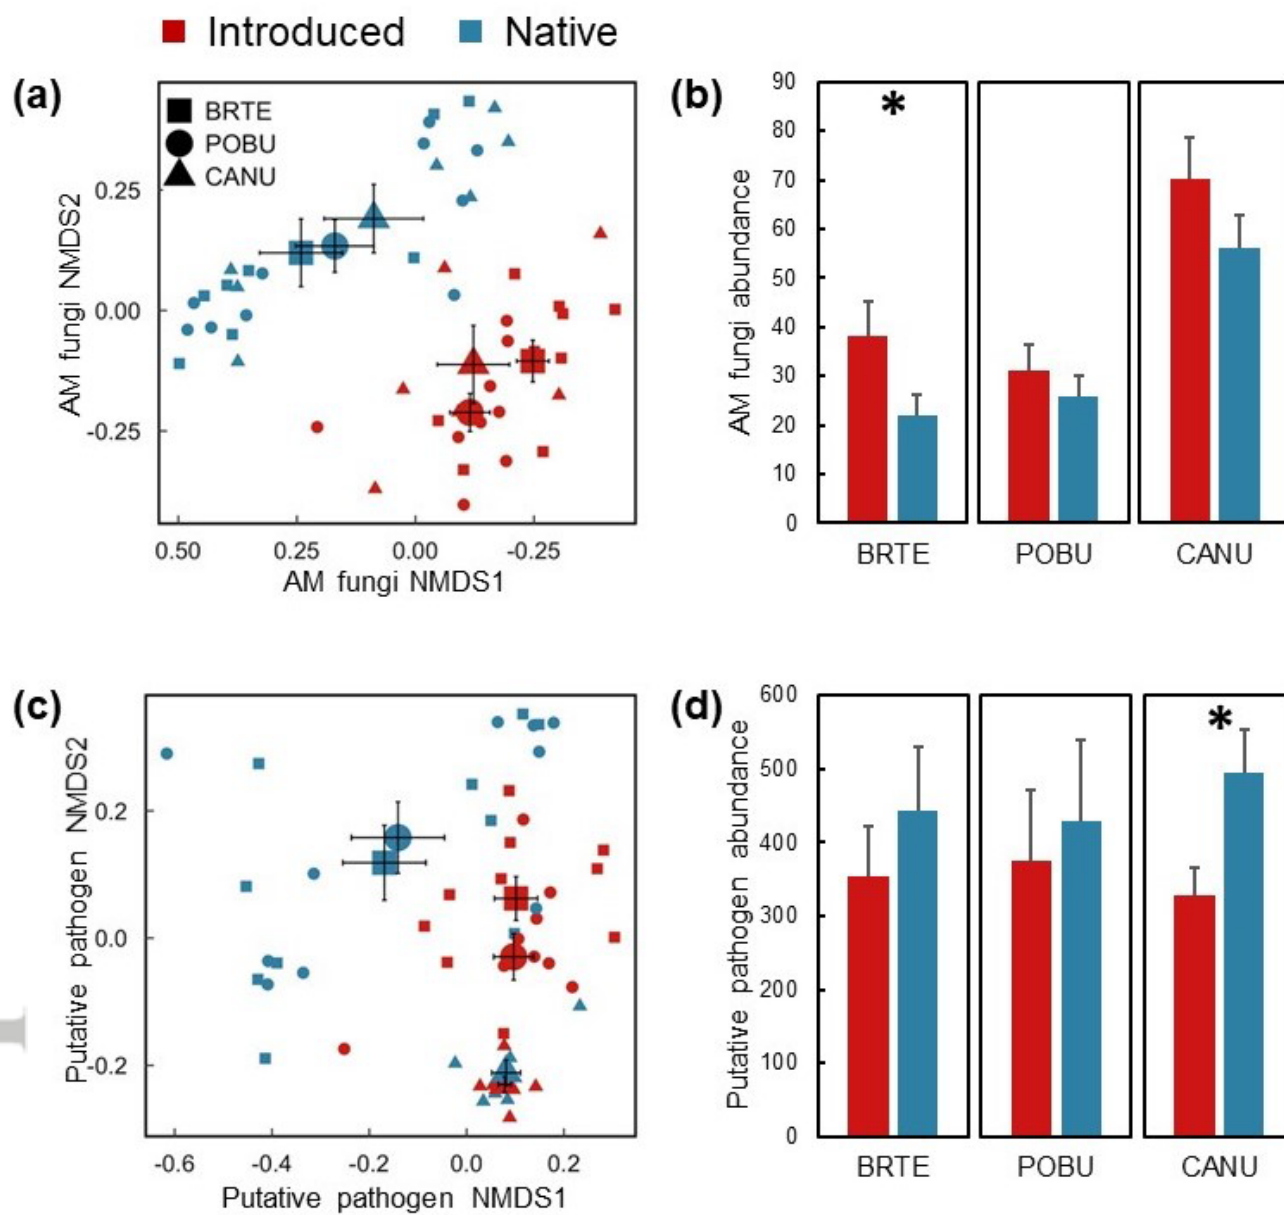 Introduced Native
(a)
BRTE
POBU
CANU
AM fungi NMDS2
0.25
0.00
-0.25
0.50 0.25 0.00 -0.25
AM fungi NMDS1
(b)
*
AM fungi abundance
90
80
70
60
50
40
30
20
10
0
BRTE POBU CANU
(c)
Putative pathogen NMDS2
0.2
0.0
-0.2
-0.6 -0.4 -0.2 0.0 0.2
Putative pathogen NMDS1
(d)
*
Putative pathogen abundance
600
500
400
300
200
100
0
BRTE POBU CANU